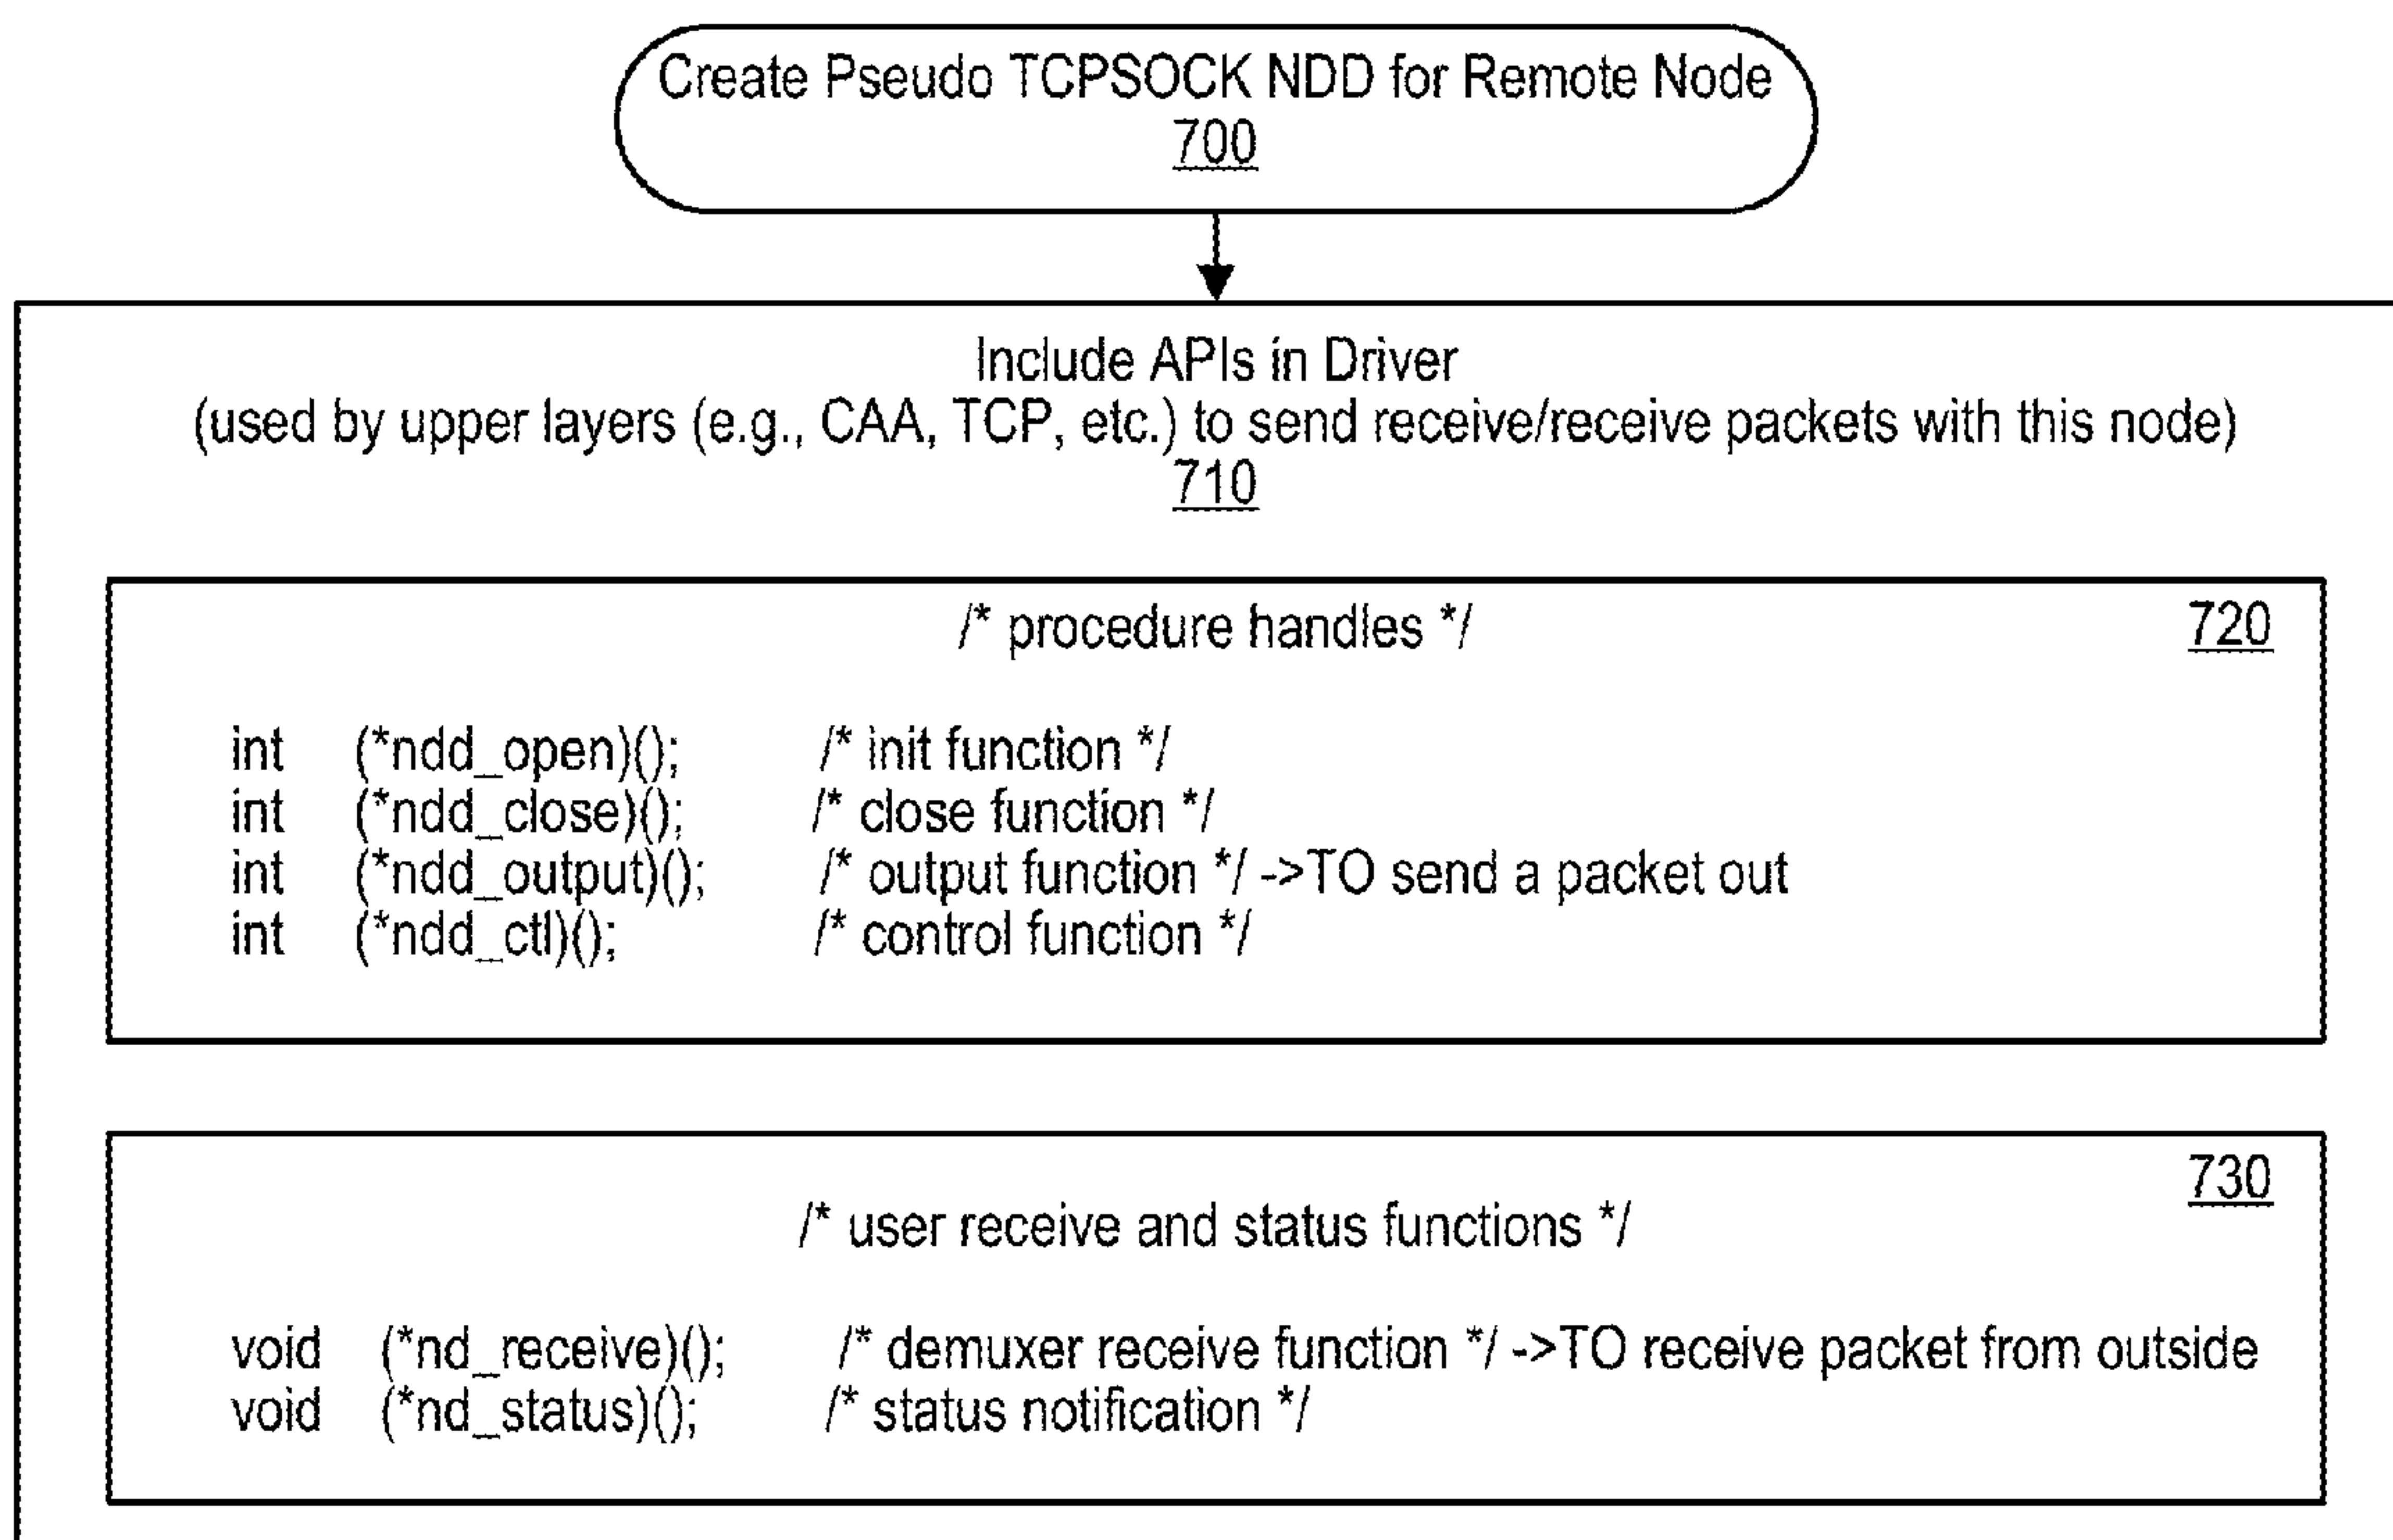 Create Pseudo TCPSOCK NDD for Remote Node
700
Include APIs in Driver
(used by upper layers (e.g., CAA, TCP, etc.) to send receive/receive packets with this node)
710
/* procedure handles */ 720
int (*ndd_open)(); /* init function */
int (*ndd_close)(); /* close function */
int (*ndd_output)(); /* output function */ ->TO send a packet out
int (*ndd_ctl)(); /* control function */
730
/* user receive and status functions */
void (*nd_receive)(); /* demuxer receive function */ ->TO receive packet from outside
void (*nd_status)(); /* status notification */